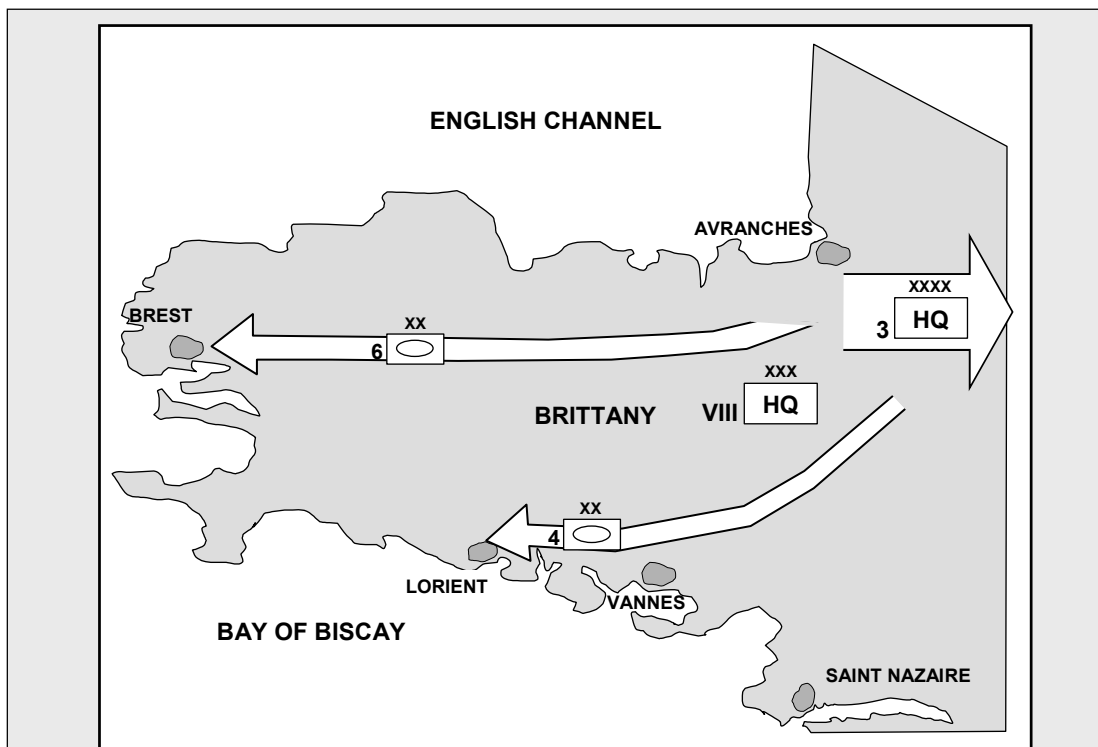 ENGLISH CHANNEL
AVRANCHES
XXXX
3 HQ
BREST
XX
6
XXX
VIII HQ
BRITTANY
XX
4
LORIENT
VANNES
BAY OF BISCAY
SAINT NAZAIRE